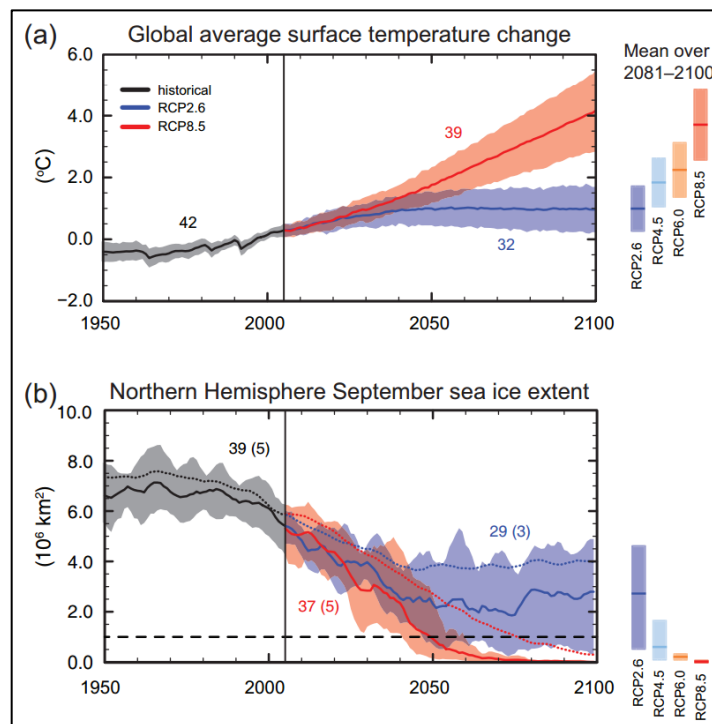 (a) Global average surface temperature change
Mean over
2081–2100
6.0
4.0
2.0
0.0
−2.0
(°C)
historical
RCP2.6
RCP8.5
42
39
32
1950
2000
2050
2100
RCP2.6
RCP4.5
RCP6.0
RCP8.5
(b) Northern Hemisphere September sea ice extent
10.0
8.0
6.0
4.0
2.0
0.0
(10⁶ km²)
39 (5)
29 (3)
37 (5)
1950
2000
2050
2100
RCP2.6
RCP4.5
RCP6.0
RCP8.5